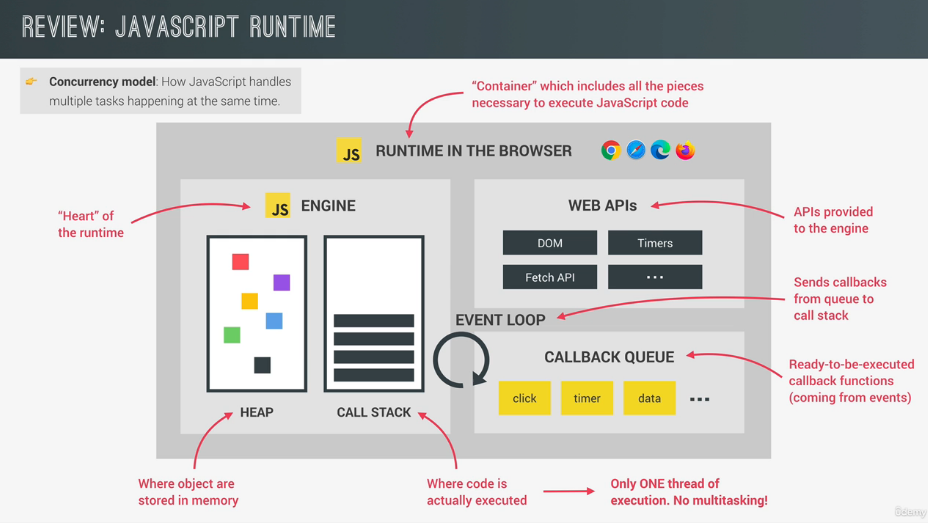 REVIEW: JAVASCRIPT RUNTIME
👉 Concurrency model: How JavaScript handles
multiple tasks happening at the same time.
“Container” which includes all the pieces
necessary to execute JavaScript code
JS RUNTIME IN THE BROWSER
“Heart” of
the runtime
JS ENGINE
HEAP
CALL STACK
WEB APIs
DOM
Timers
Fetch API
...
APIs provided
to the engine
EVENT LOOP
Sends callbacks
from queue to
call stack
CALLBACK QUEUE
click
timer
data
...
Ready-to-be-executed
callback functions
(coming from events)
Where object are
stored in memory
Where code is
actually executed
Only ONE thread of
execution. No multitasking!
Udemy